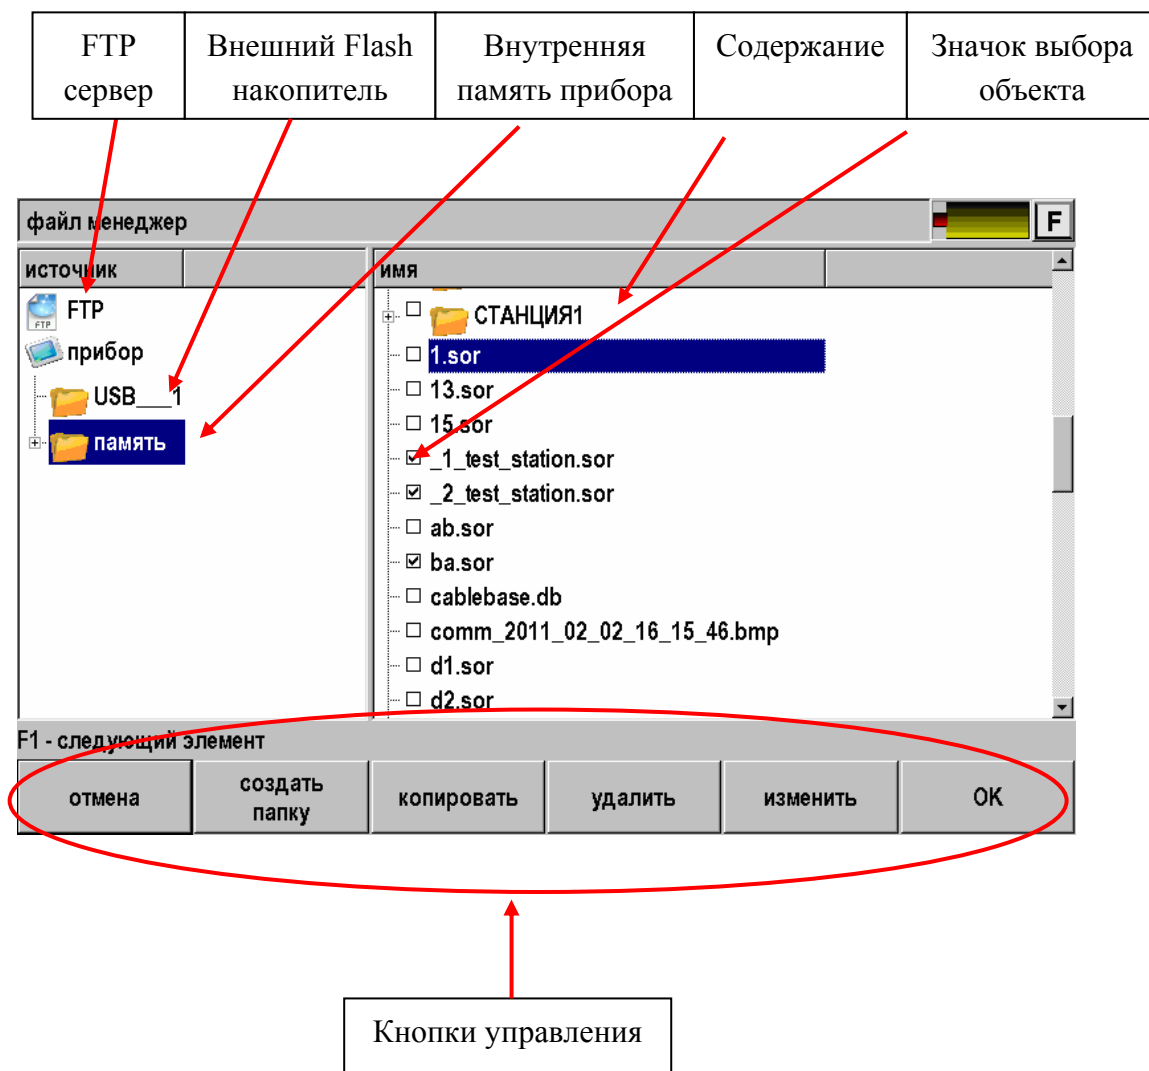 FTP
сервер
Внешний Flash
накопитель
Внутренняя
память прибора
Содержание
Значок выбора
объекта
файл менеджер
F
источник
имя
FTP
FTP
прибор
USB___1
память
СТАНЦИЯ1
1.sor
13.sor
15.sor
_1_test_station.sor
_2_test_station.sor
ab.sor
ba.sor
cablebase.db
comm_2011_02_02_16_15_46.bmp
d1.sor
d2.sor
F1 - следующий элемент
отмена
создать
папку
копировать
удалить
изменить
OK
Кнопки управления